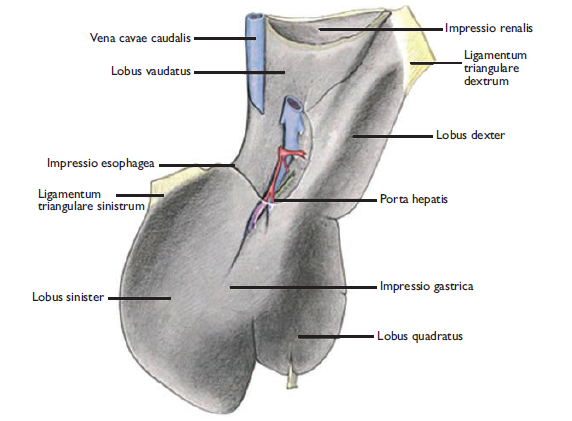 Vena cavae caudalis
Lobus vaudatus
Impressio esophagea
Ligamentum
triangulare sinistrum
Lobus sinister
Impressio renalis
Ligamentum
triangulare
dextrum
Lobus dexter
Porta hepatis
Impressio gastrica
Lobus quadratus